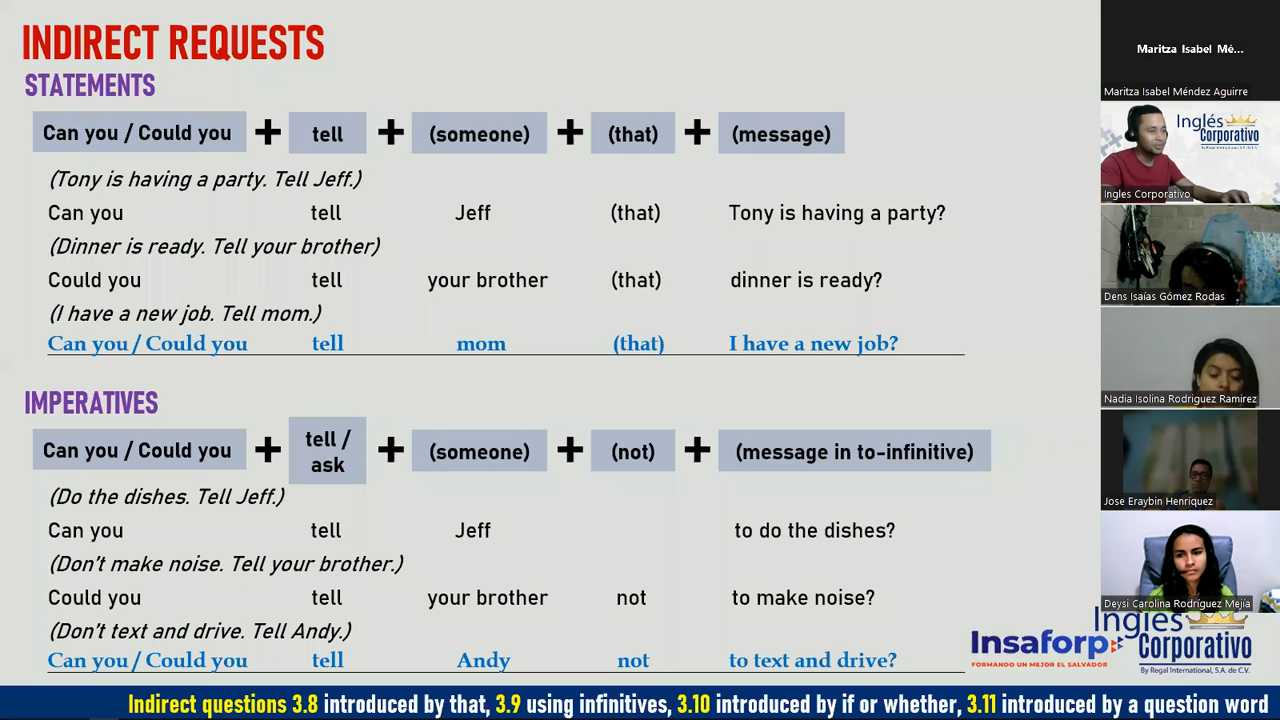 INDIRECT REQUESTS
STATEMENTS
Can you / Could you + tell + (someone) + (that) + (message)
(Tony is having a party. Tell Jeff.)
Can you tell Jeff (that) Tony is having a party?
(Dinner is ready. Tell your brother)
Could you tell your brother (that) dinner is ready?
(I have a new job. Tell mom.)
Can you / Could you tell mom (that) I have a new job?
IMPERATIVES
Can you / Could you + tell / ask + (someone) + (not) + (message in to-infinitive)
(Do the dishes. Tell Jeff.)
Can you tell Jeff to do the dishes?
(Don't make noise. Tell your brother.)
Could you tell your brother not to make noise?
(Don't text and drive. Tell Andy.)
Can you / Could you tell Andy not to text and drive?
Insaforp
FORMANDO UN MEJOR EL SALVADOR
Inglés
Corporativo
By Regal International, S.A. de C.V.
Indirect questions 3.8 introduced by that, 3.9 using infinitives, 3.10 introduced by if or whether, 3.11 introduced by a question word
Maritza Isabel Mé...
Maritza Isabel Méndez Aguirre
Inglés
Corporativo
By Regal International, S.A. de C.V.
Ingles Corporativo
Dens Isaías Gómez Rodas
Nadia Isolina Rodriguez Ramirez
Jose Eraybin Henriquez
Deysi Carolina Rodríguez Mejía